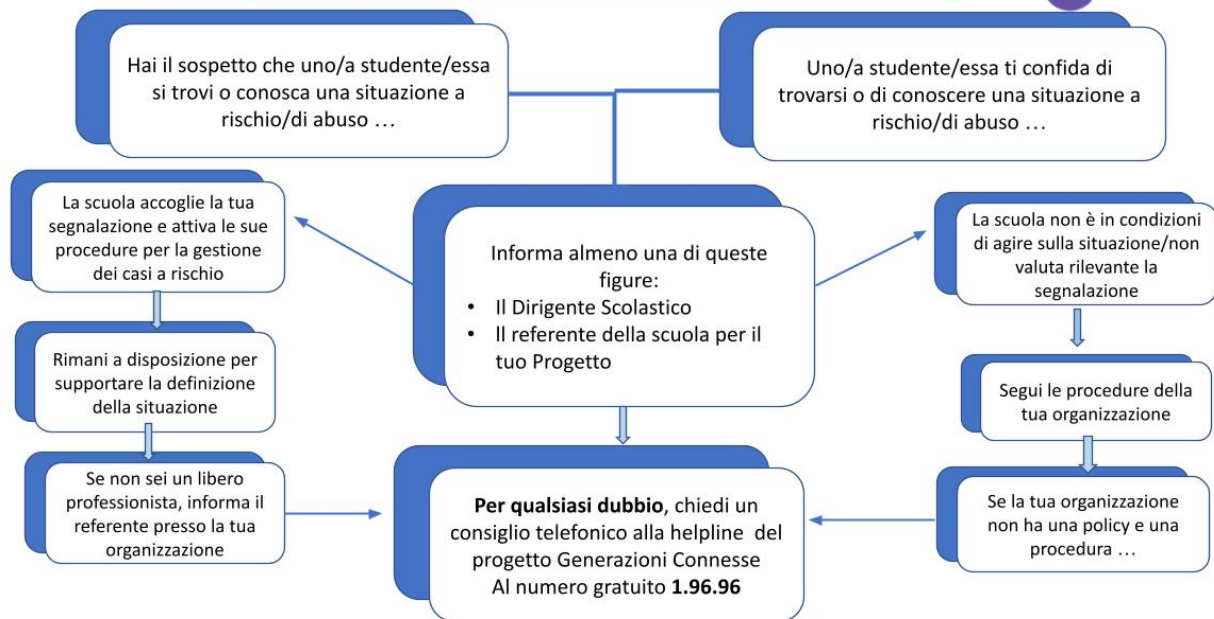 Hai il sospetto che uno/a studente/essa
si trovi o conosca una situazione a
rischio/di abuso …
Uno/a studente/essa ti confida di
trovarsi o di conoscere una situazione a
rischio/di abuso …
La scuola accoglie la tua
segnalazione e attiva le sue
procedure per la gestione
dei casi a rischio
Informa almeno una di queste
figure:
• Il Dirigente Scolastico
• Il referente della scuola per il
tuo Progetto
La scuola non è in condizioni
di agire sulla situazione/non
valuta rilevante la
segnalazione
Rimani a disposizione per
supportare la definizione
della situazione
Segui le procedure della
tua organizzazione
Se non sei un libero
professionista, informa il
referente presso la tua
organizzazione
Per qualsiasi dubbio, chiedi un
consiglio telefonico alla helpline del
progetto Generazioni Connesse
Al numero gratuito 1.96.96
Se la tua organizzazione
non ha una policy e una
procedura …